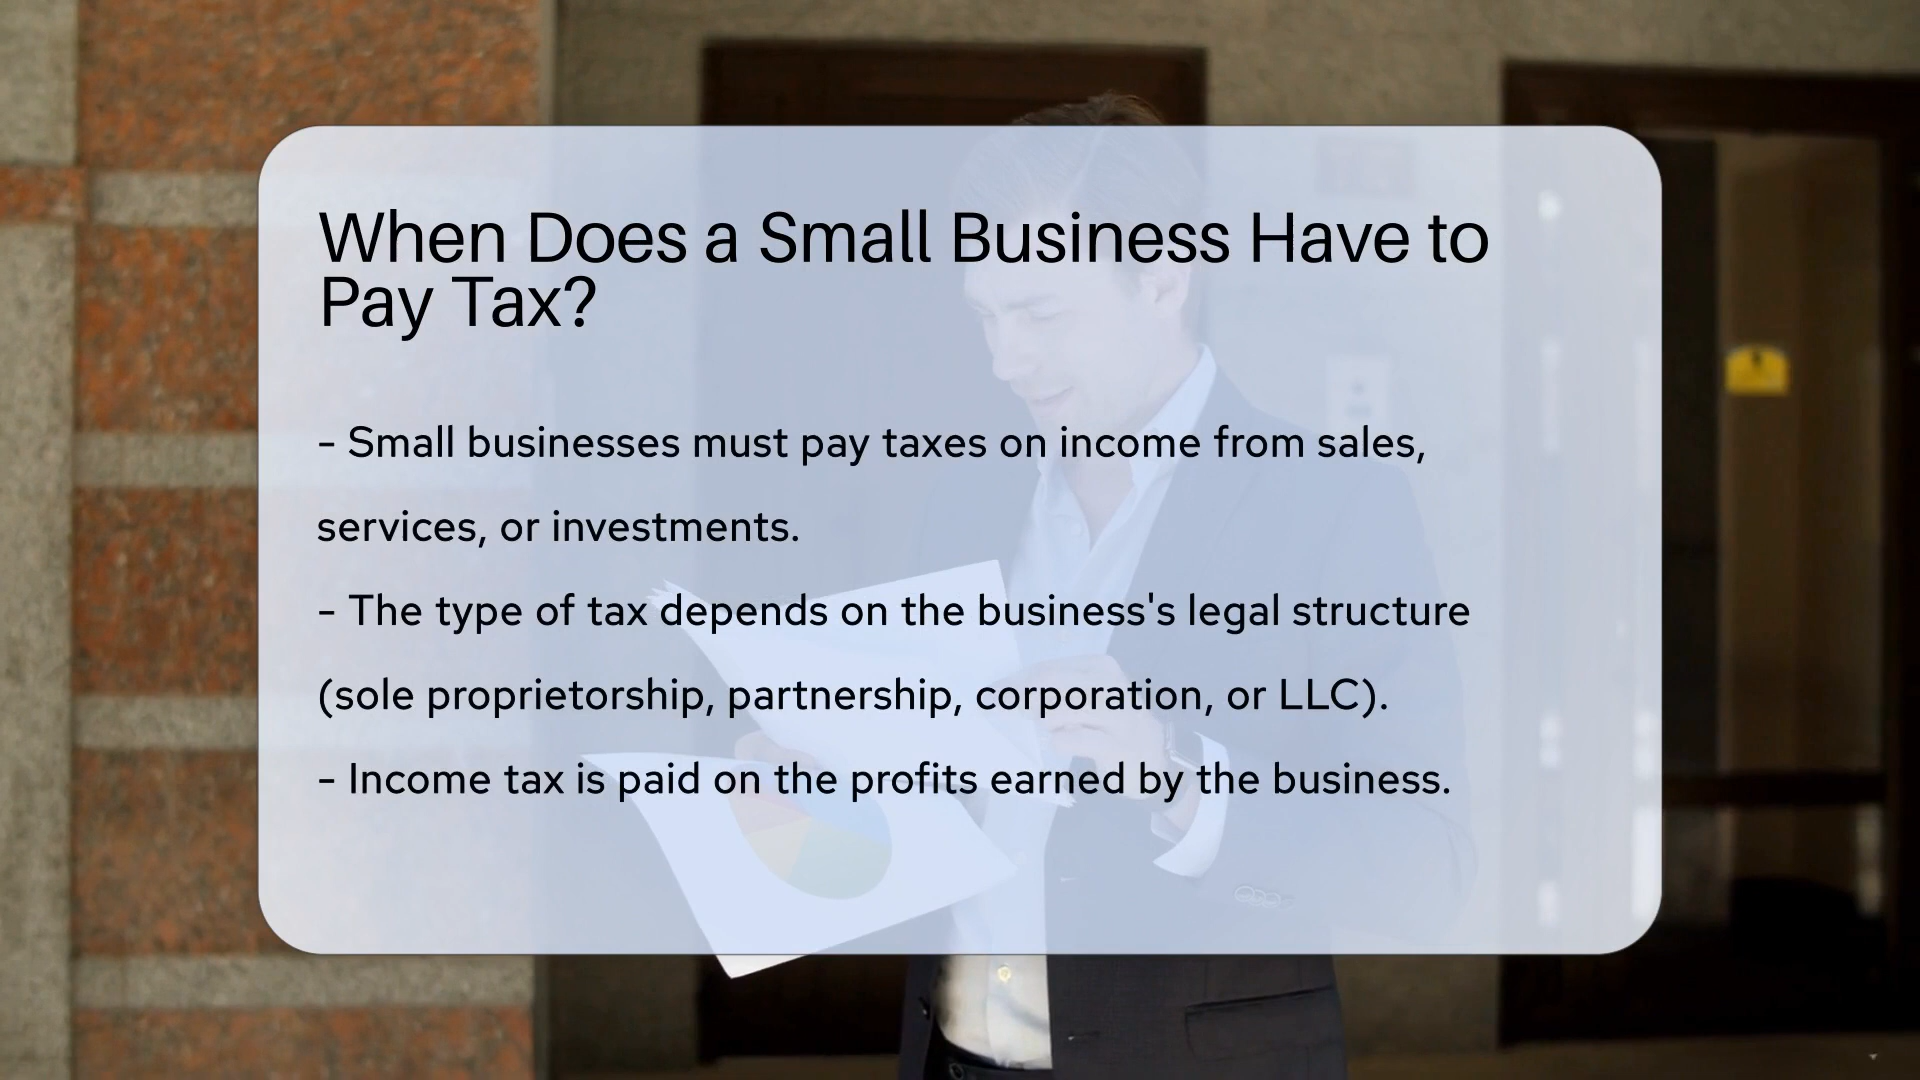 When Does a Small Business Have to
Pay Tax?
- Small businesses must pay taxes on income from sales,
services, or investments.
- The type of tax depends on the business's legal structure
(sole proprietorship, partnership, corporation, or LLC).
- Income tax is paid on the profits earned by the business.